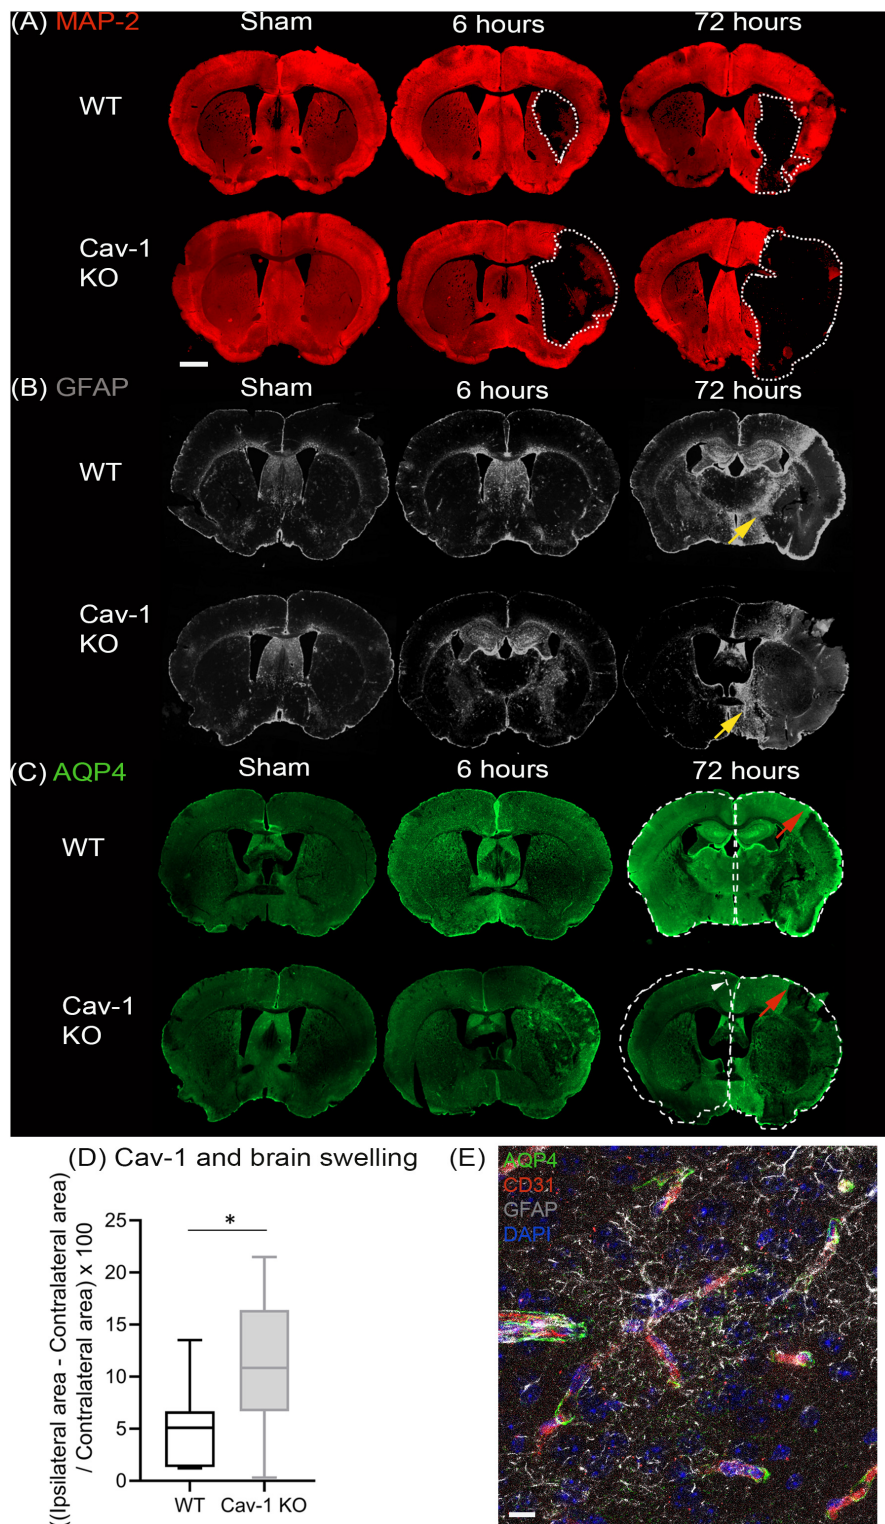 (A) MAP-2 Sham 6 hours 72 hours
WT
Cav-1
KO
(B) GFAP Sham 6 hours 72 hours
WT
Cav-1
KO
(C) AQP4 Sham 6 hours 72 hours
WT
Cav-1
KO
(D) Cav-1 and brain swelling
((Ipsilateral area - Contralateral area)
/ Contralateral area) x 100
25
20
15
10
5
0
*
WT Cav-1 KO
(E) AQP4
CD31
GFAP
DAPI